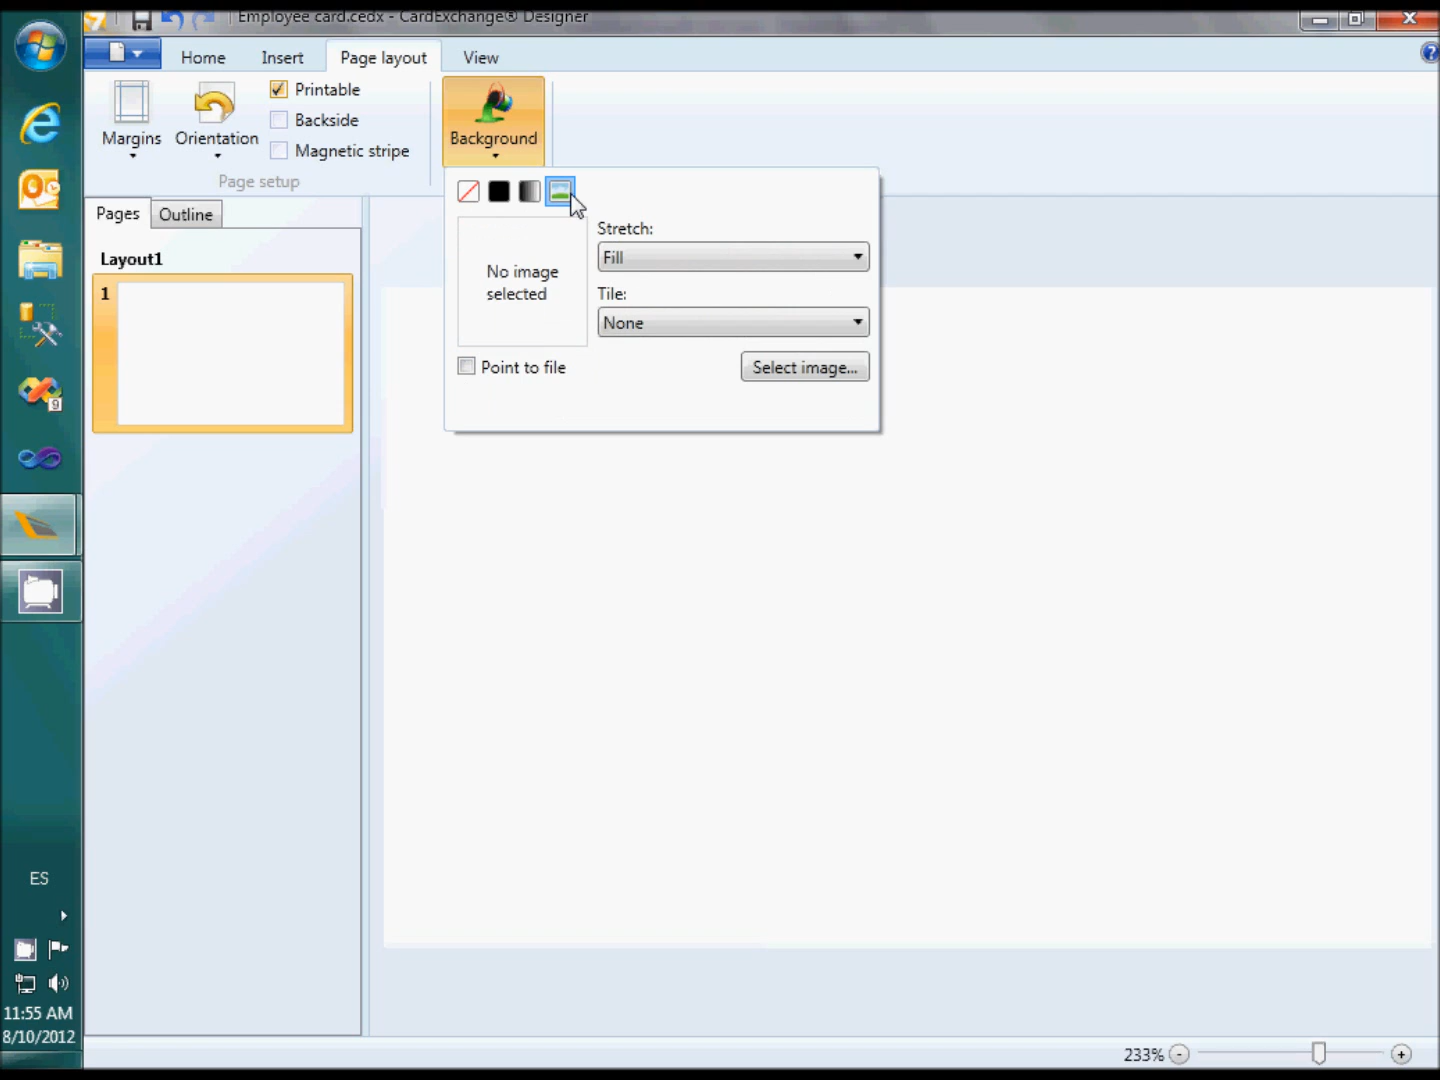 Employee card.cedx - CardExchange® Designer
Home
Insert
Page layout
View
Margins
Orientation
Printable
Backside
Magnetic stripe
Page setup
Background
Pages
Outline
Layout1
1
No image
selected
Stretch:
Fill
Tile:
None
Point to file
Select image...
9
ES
11:55 AM
8/10/2012
233%